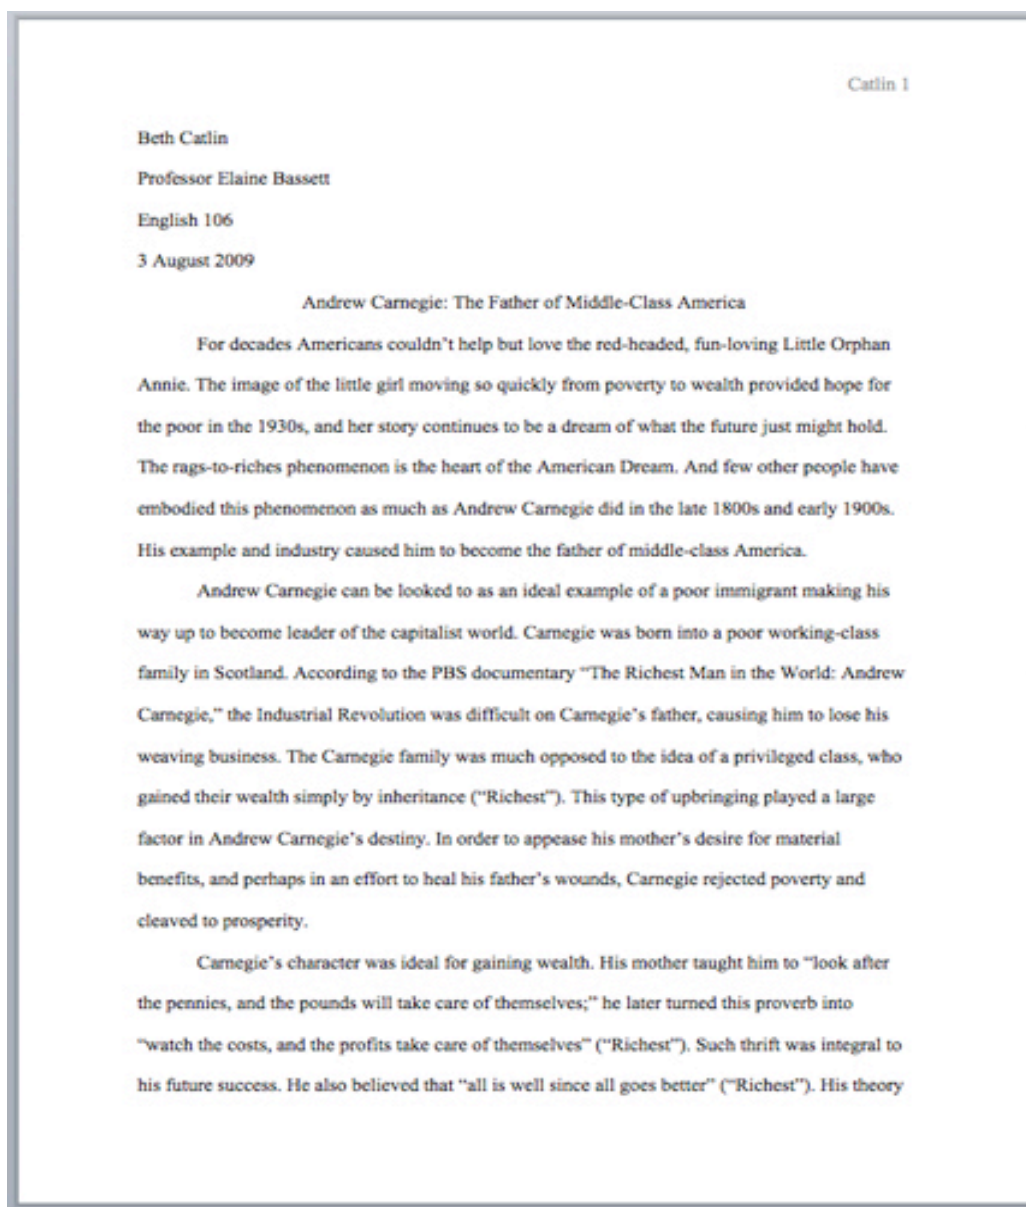 Catlin 1
Beth Catlin
Professor Elaine Bassett
English 106
3 August 2009
Andrew Carnegie: The Father of Middle-Class America
For decades Americans couldn’t help but love the red-headed, fun-loving Little Orphan
Annie. The image of the little girl moving so quickly from poverty to wealth provided hope for
the poor in the 1930s, and her story continues to be a dream of what the future just might hold.
The rags-to-riches phenomenon is the heart of the American Dream. And few other people have
embodied this phenomenon as much as Andrew Carnegie did in the late 1800s and early 1900s.
His example and industry caused him to become the father of middle-class America.
Andrew Carnegie can be looked to as an ideal example of a poor immigrant making his
way up to become leader of the capitalist world. Carnegie was born into a poor working-class
family in Scotland. According to the PBS documentary “The Richest Man in the World: Andrew
Carnegie,” the Industrial Revolution was difficult on Carnegie’s father, causing him to lose his
weaving business. The Carnegie family was much opposed to the idea of a privileged class, who
gained their wealth simply by inheritance (“Richest”). This type of upbringing played a large
factor in Andrew Carnegie’s destiny. In order to appease his mother’s desire for material
benefits, and perhaps in an effort to heal his father’s wounds, Carnegie rejected poverty and
cleaved to prosperity.
Carnegie’s character was ideal for gaining wealth. His mother taught him to “look after
the pennies, and the pounds will take care of themselves;” he later turned this proverb into
“watch the costs, and the profits take care of themselves” (“Richest”). Such thrift was integral to
his future success. He also believed that “all is well since all goes better” (“Richest”). His theory